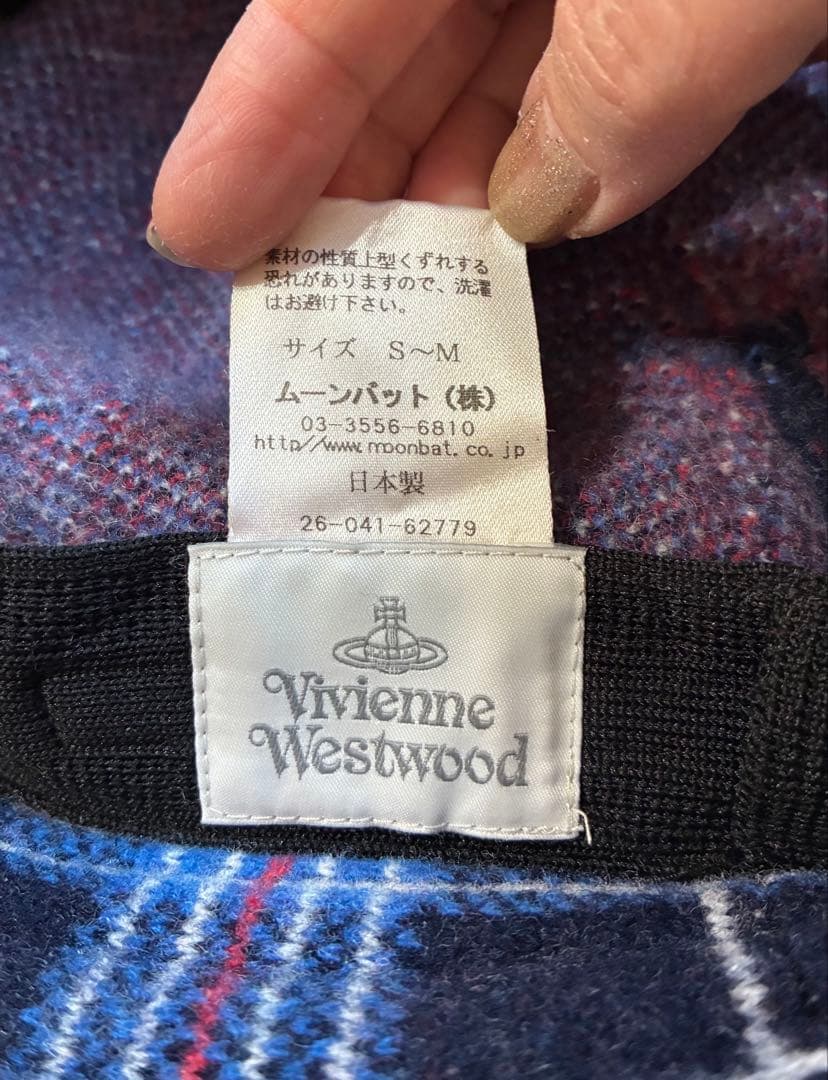 素材の性質上型くずれする
恐れがありますので、洗濯
はお避け下さい。
サイズ S〜M
ムーンバット（株）
03-3556-6810
http//www.moonbat.co.jp
日本製
26-041-62779
Vivienne
Westwood